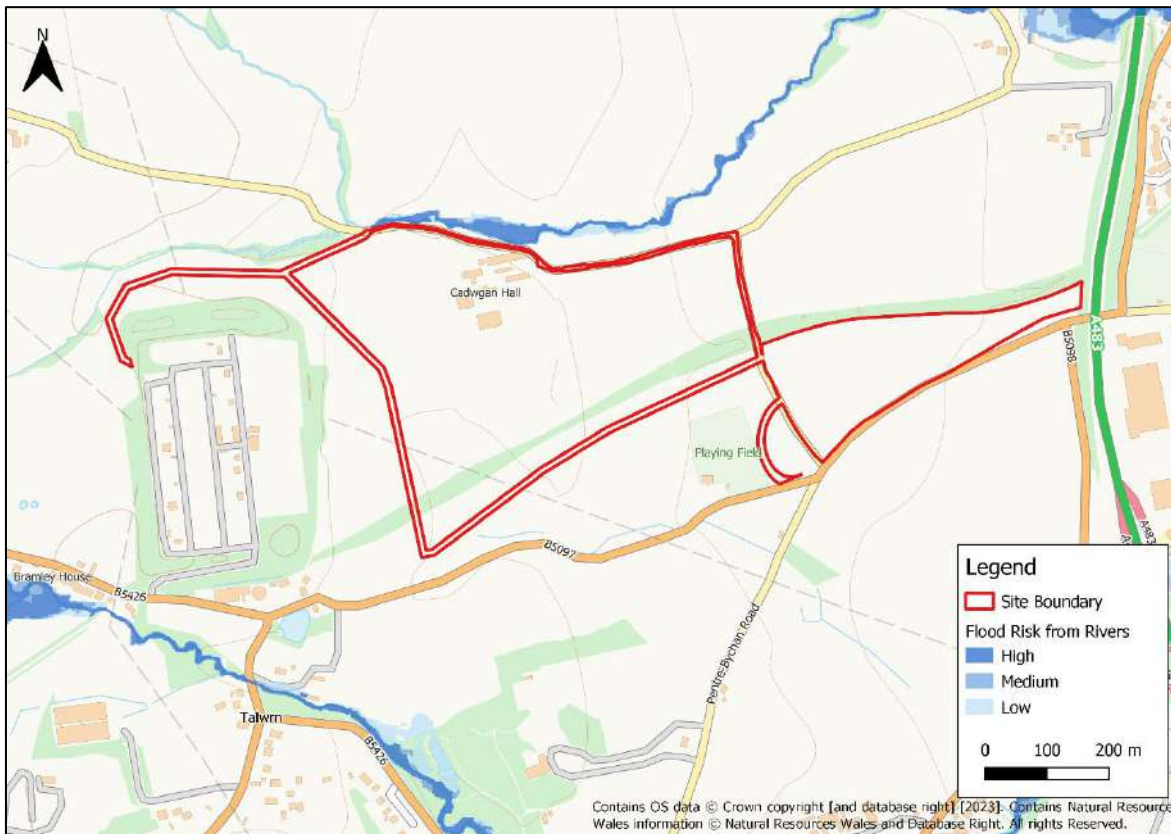 N
A483
Cadwgan Hall
B5098
Playing Field
A483
B5097
Bramley House
B5426
Pentre Bychan Road
Talwrn
B5426
Legend
Site Boundary
Flood Risk from Rivers
High
Medium
Low
0 100 200 m
Contains OS data © Crown copyright [and database right] [2023]. Contains Natural Resource
Wales information © Natural Resources Wales and Database Right. All rights Reserved.